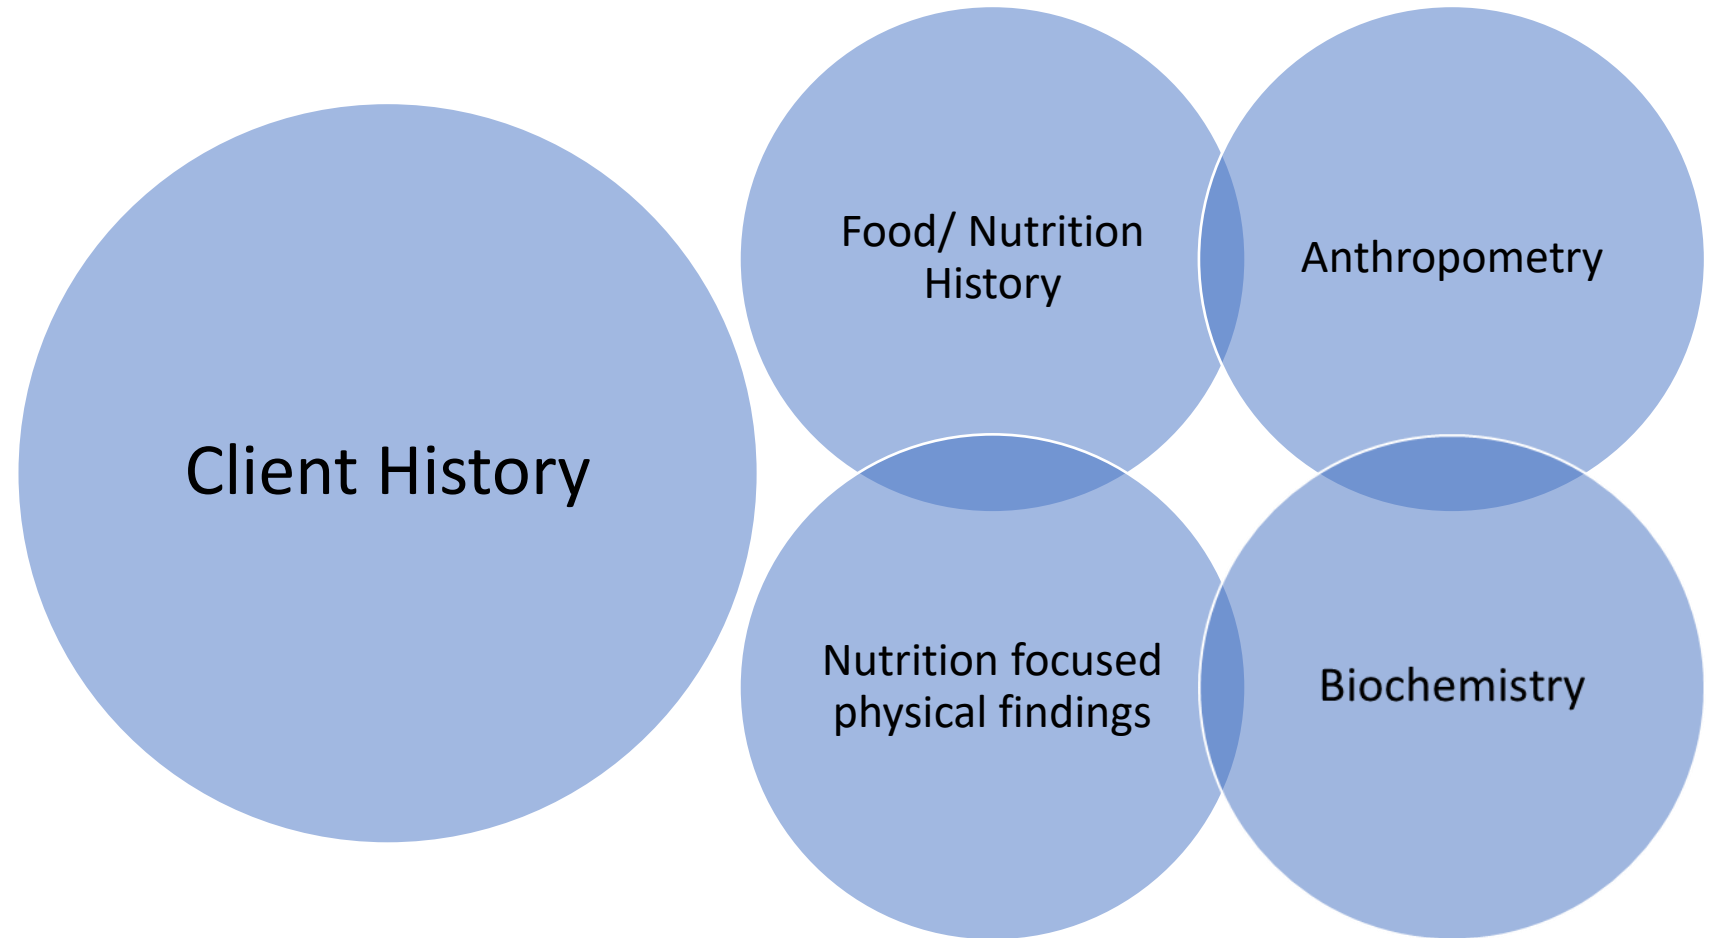 Client History
Food/ Nutrition
History
Anthropometry
Nutrition focused
physical findings
Biochemistry